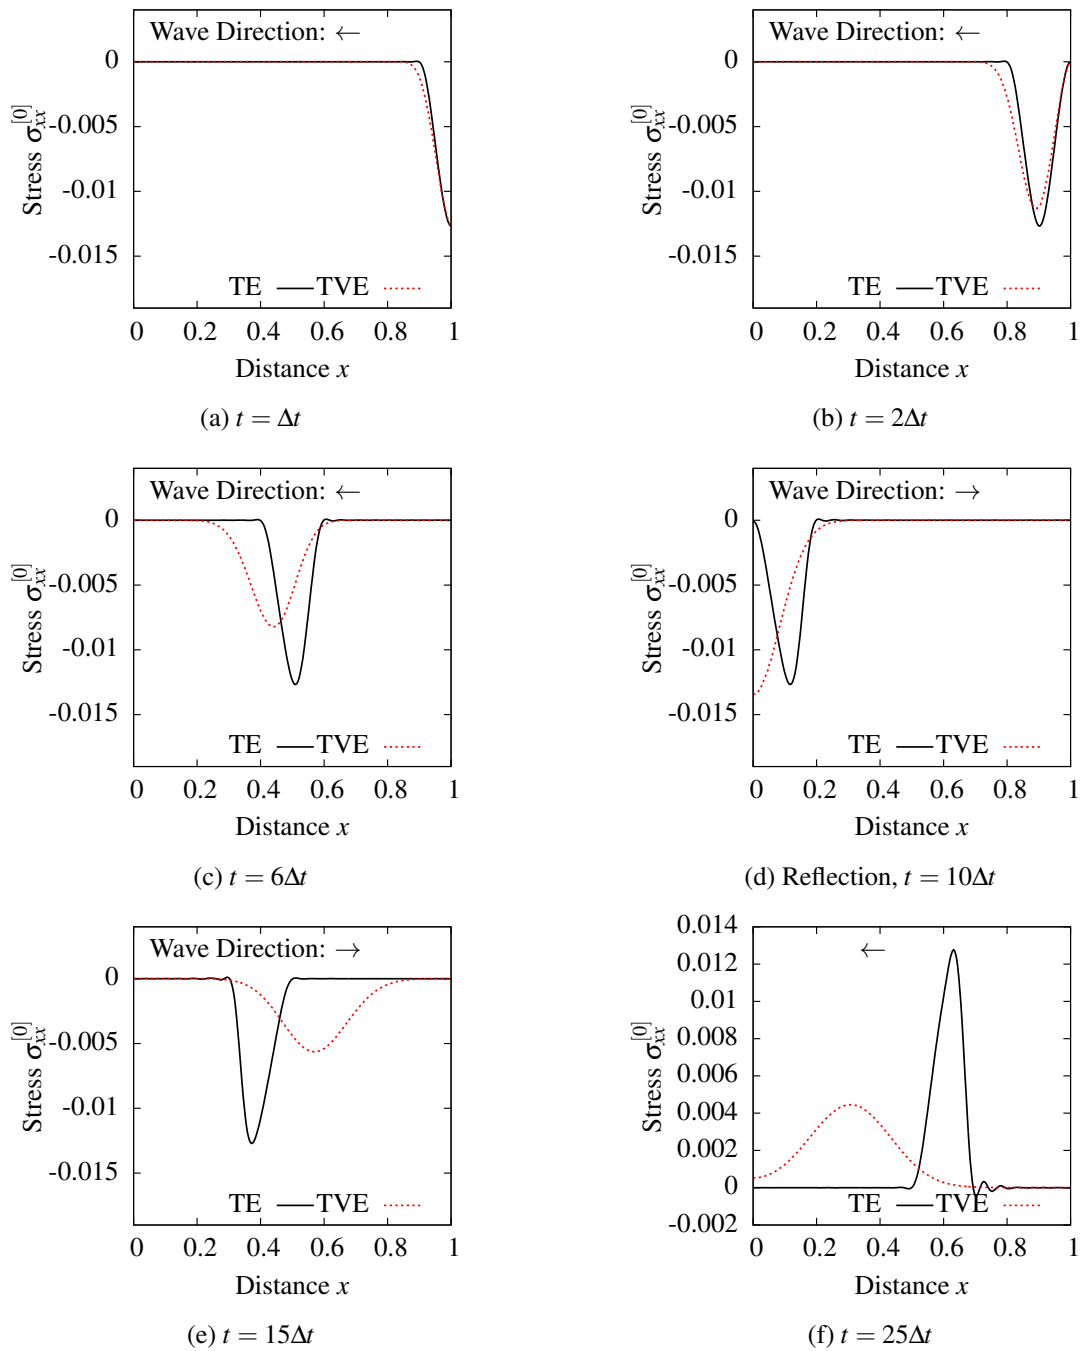 Wave Direction: ←
0
-0.005
-0.01
-0.015
Stress σ[0]xx
TE TVE
0 0.2 0.4 0.6 0.8 1
Distance x
(a) t = Δt
Wave Direction: ←
0
-0.005
-0.01
-0.015
Stress σ[0]xx
TE TVE
0 0.2 0.4 0.6 0.8 1
Distance x
(b) t = 2Δt
Wave Direction: ←
0
-0.005
-0.01
-0.015
Stress σ[0]xx
TE TVE
0 0.2 0.4 0.6 0.8 1
Distance x
(c) t = 6Δt
Wave Direction: →
0
-0.005
-0.01
-0.015
Stress σ[0]xx
TE TVE
0 0.2 0.4 0.6 0.8 1
Distance x
(d) Reflection, t = 10Δt
Wave Direction: →
0
-0.005
-0.01
-0.015
Stress σ[0]xx
TE TVE
0 0.2 0.4 0.6 0.8 1
Distance x
(e) t = 15Δt
←
0.014
0.012
0.01
0.008
0.006
0.004
0.002
0
-0.002
Stress σ[0]xx
TE TVE
0 0.2 0.4 0.6 0.8 1
Distance x
(f) t = 25Δt